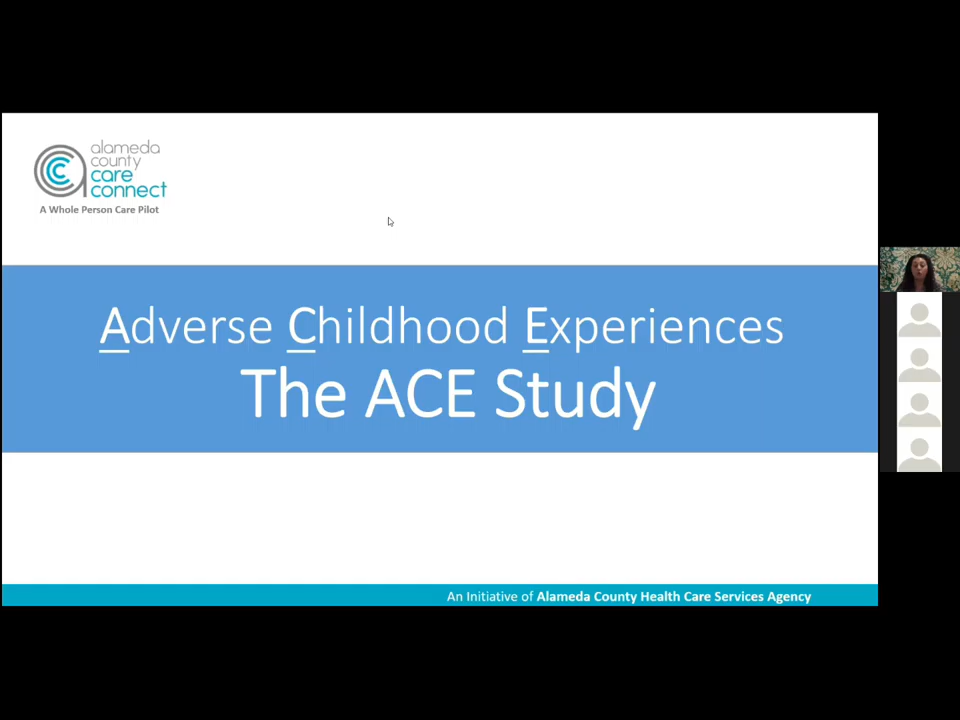 alameda
county
care
connect
A Whole Person Care Pilot
Adverse Childhood Experiences
The ACE Study
An Initiative of Alameda County Health Care Services Agency